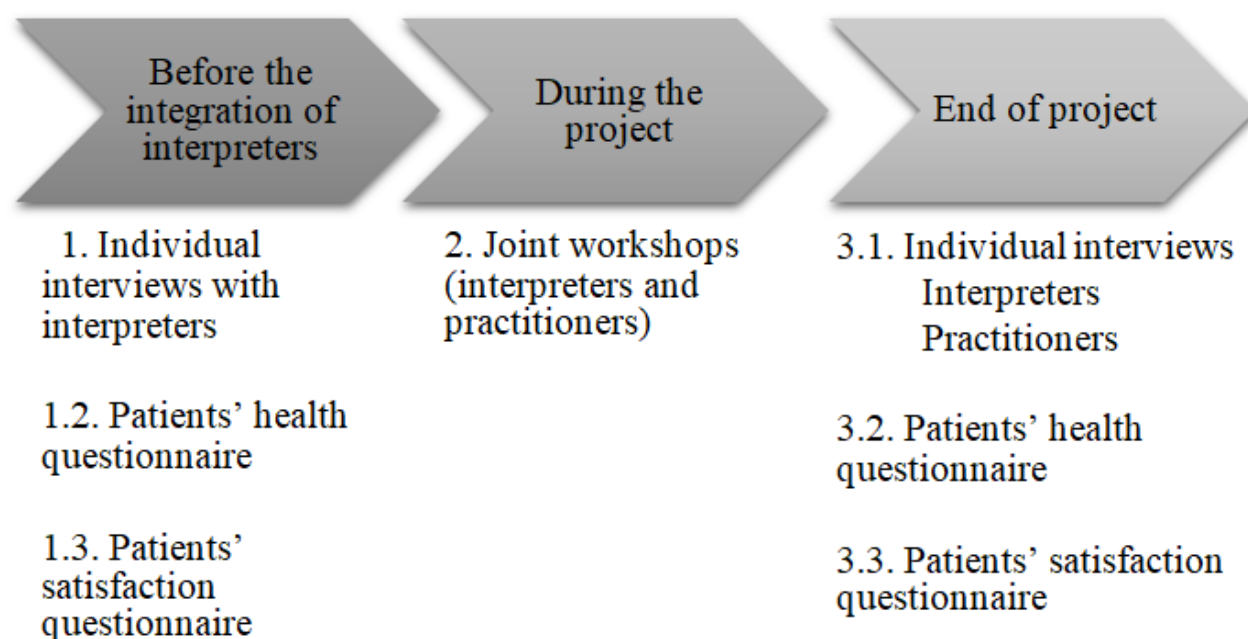 Before the
integration of
interpreters
During the
project
End of project
1. Individual
interviews with
interpreters
1.2. Patients’ health
questionnaire
1.3. Patients’
satisfaction
questionnaire
2. Joint workshops
(interpreters and
practitioners)
3.1. Individual interviews
Interpreters
Practitioners
3.2. Patients’ health
questionnaire
3.3. Patients’ satisfaction
questionnaire